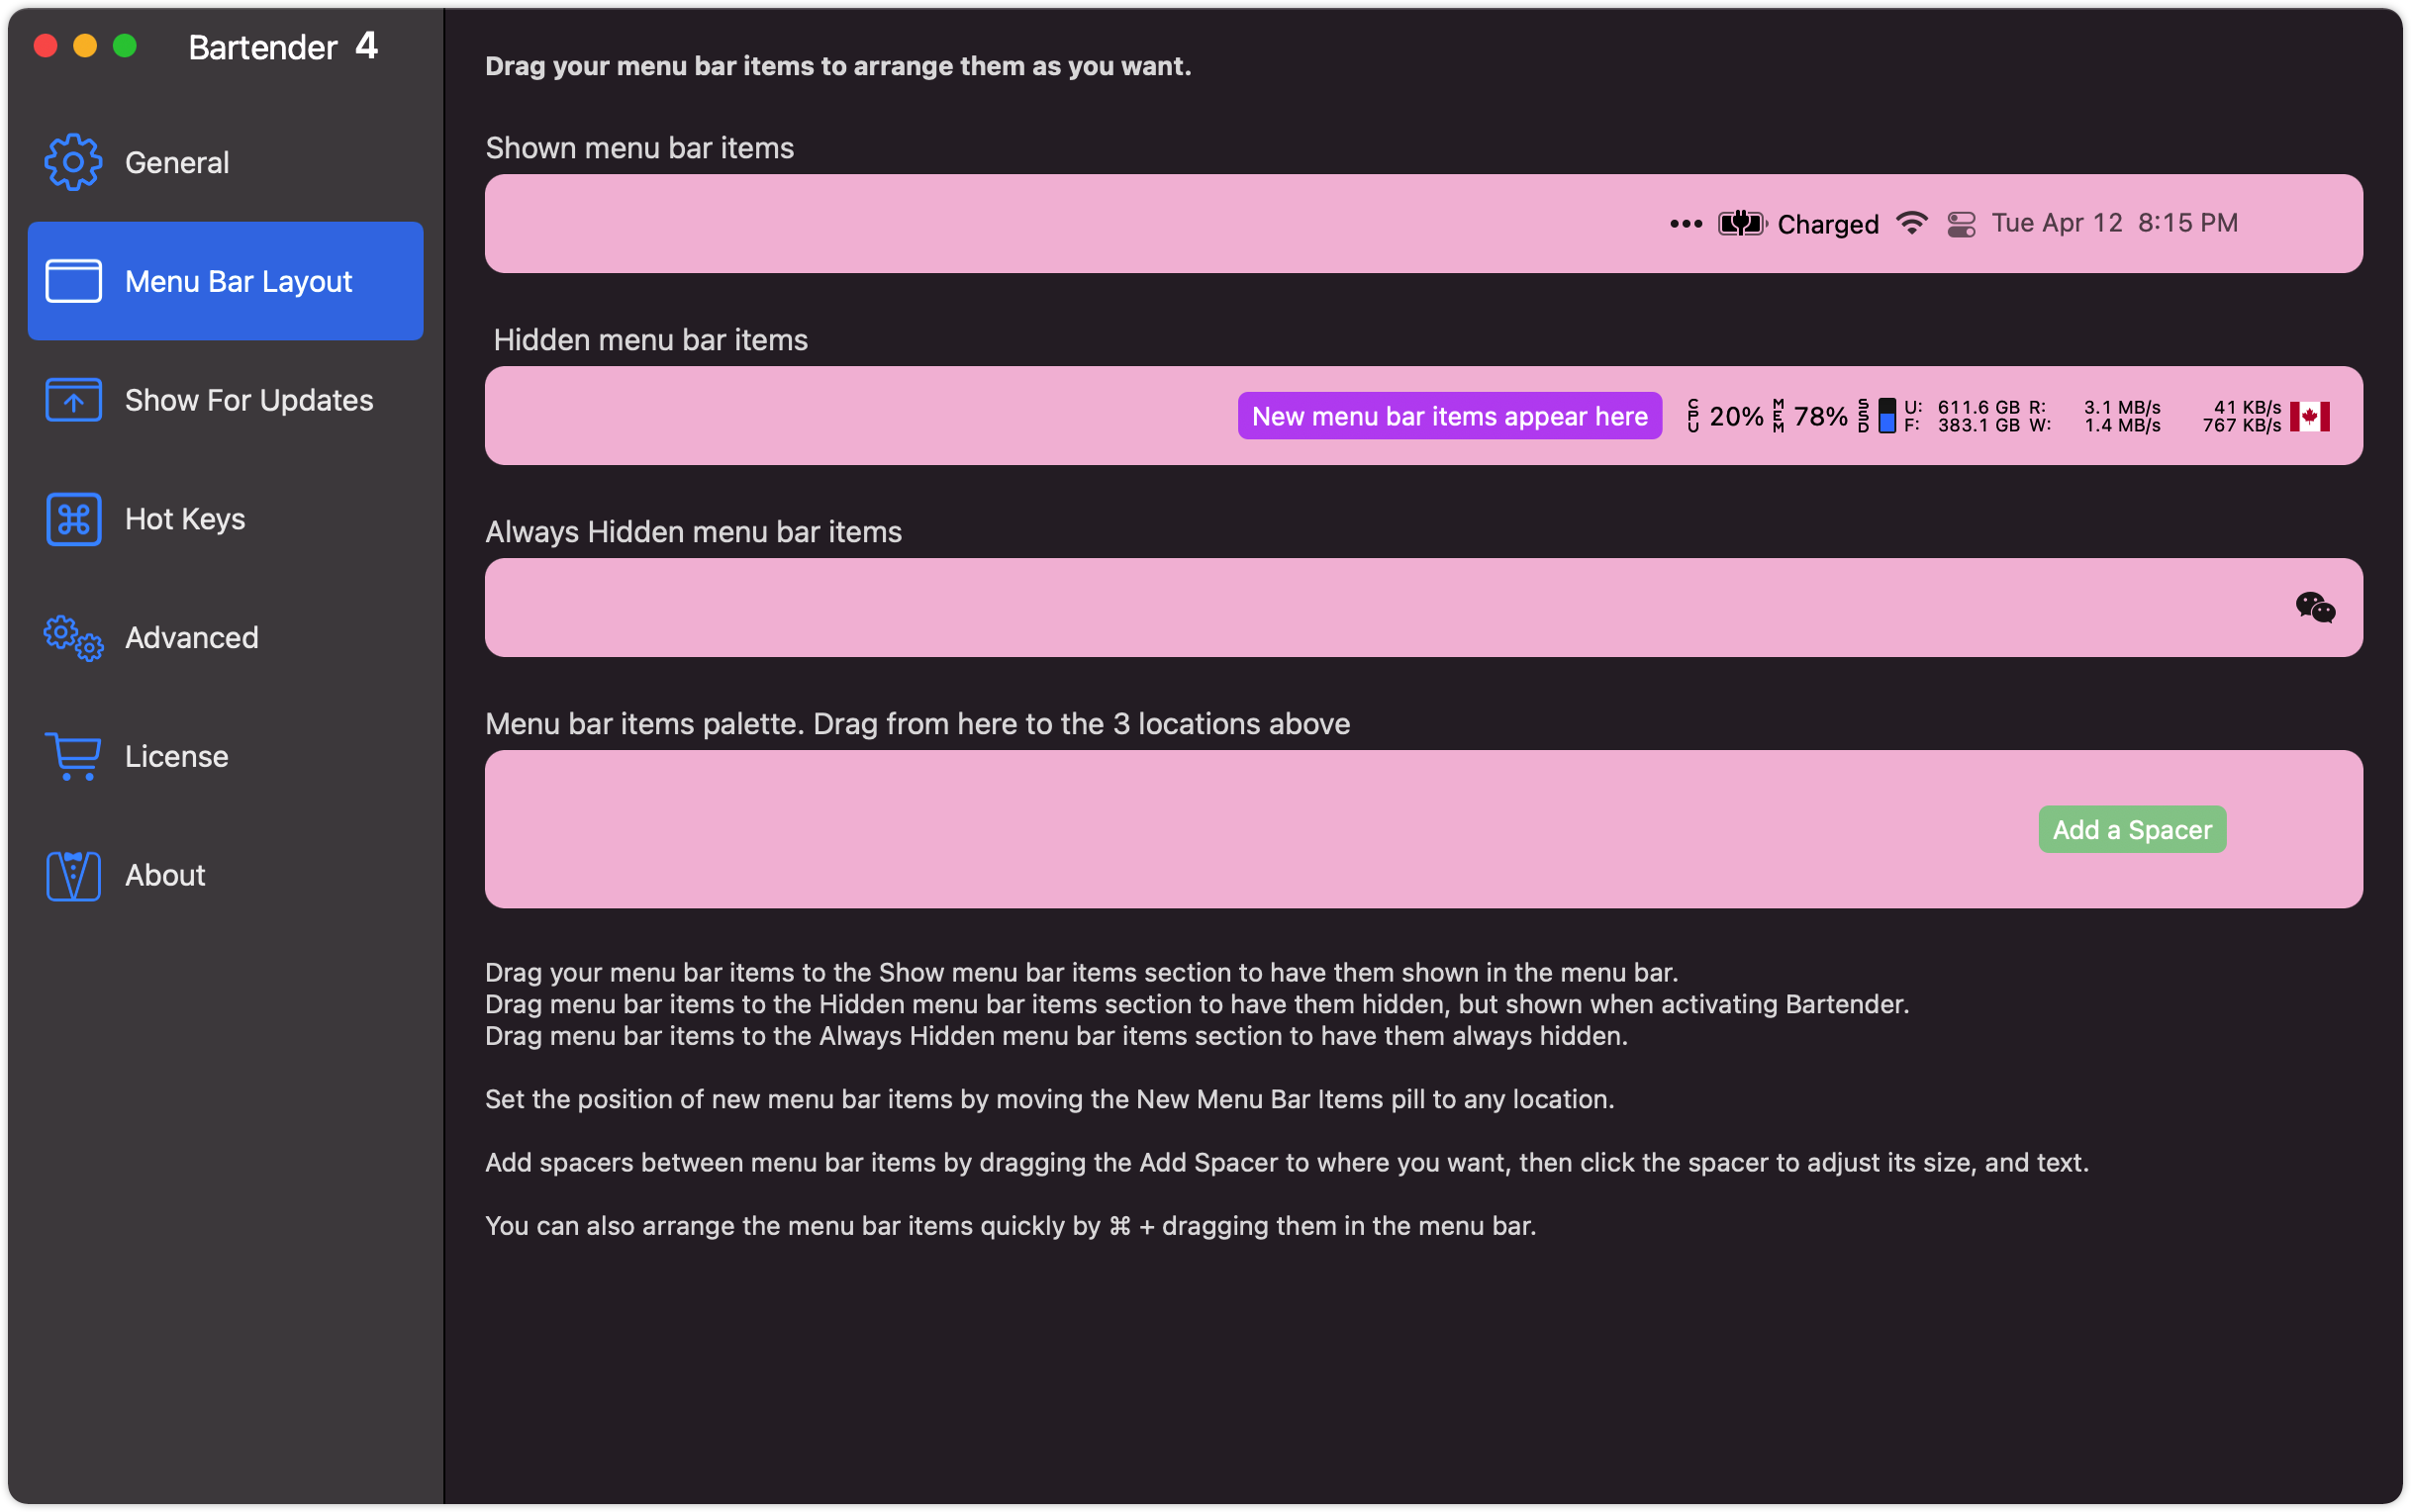 Bartender 4
General
Menu Bar Layout
Show For Updates
Hot Keys
Advanced
License
About
Drag your menu bar items to arrange them as you want.
Shown menu bar items
••• Charged Tue Apr 12 8:15 PM
Hidden menu bar items
New menu bar items appear here CPU 20% MEM 78% SSD U: 611.6 GB R: 3.1 MB/s 41 KB/s
F: 383.1 GB W: 1.4 MB/s 767 KB/s
Always Hidden menu bar items
Menu bar items palette. Drag from here to the 3 locations above
Add a Spacer
Drag your menu bar items to the Show menu bar items section to have them shown in the menu bar.
Drag menu bar items to the Hidden menu bar items section to have them hidden, but shown when activating Bartender.
Drag menu bar items to the Always Hidden menu bar items section to have them always hidden.
Set the position of new menu bar items by moving the New Menu Bar Items pill to any location.
Add spacers between menu bar items by dragging the Add Spacer to where you want, then click the spacer to adjust its size, and text.
You can also arrange the menu bar items quickly by ⌘ + dragging them in the menu bar.